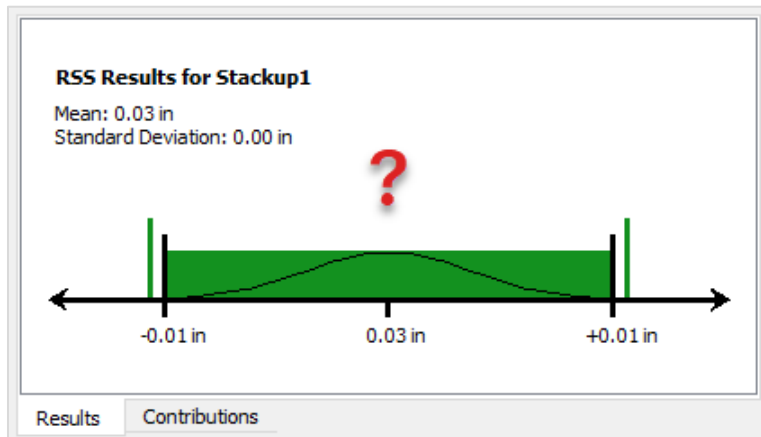 RSS Results for Stackup1
Mean: 0.03 in
Standard Deviation: 0.00 in
?
-0.01 in 0.03 in +0.01 in
Results Contributions